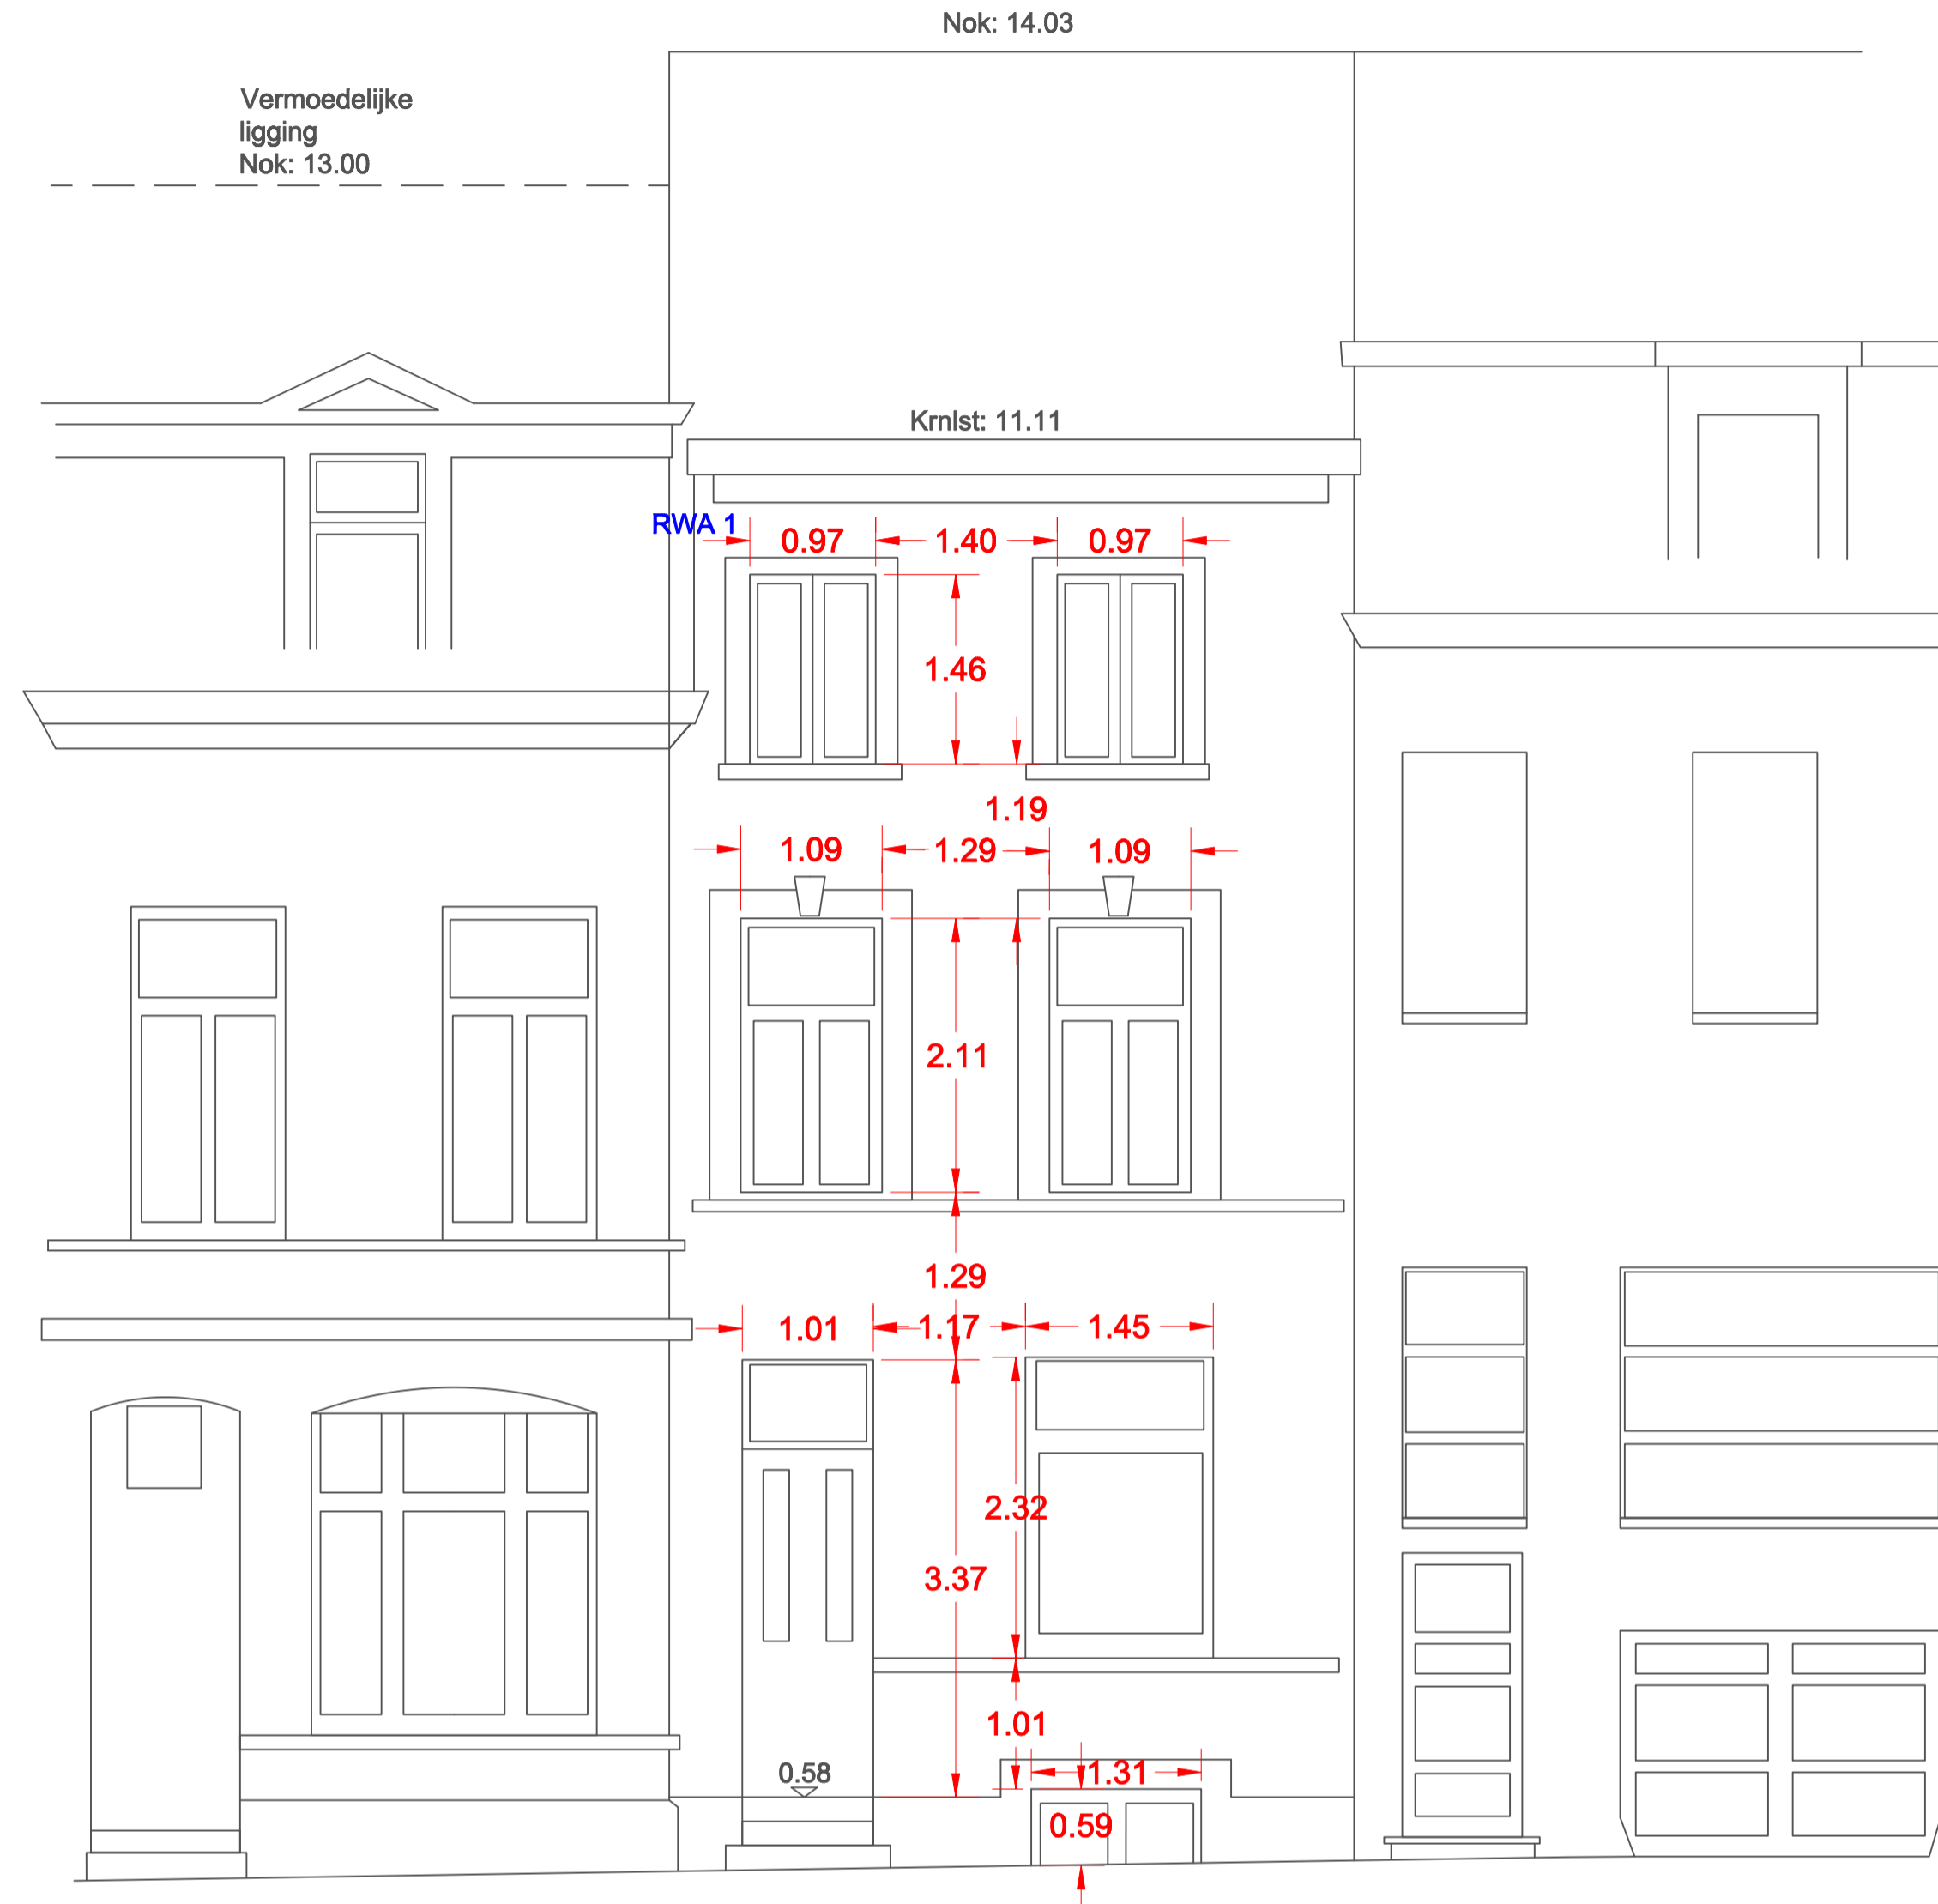 Nok: 14.03
Vermoedelijke
ligging
Nok: 13.00
Krnlst: 11.11
RWA 1
0.97 1.40 0.97
1.46
1.19
1.09 1.29 1.09
2.11
1.29
1.01 1.17 1.45
2.32
3.37
1.01
0.58 1.31
0.59